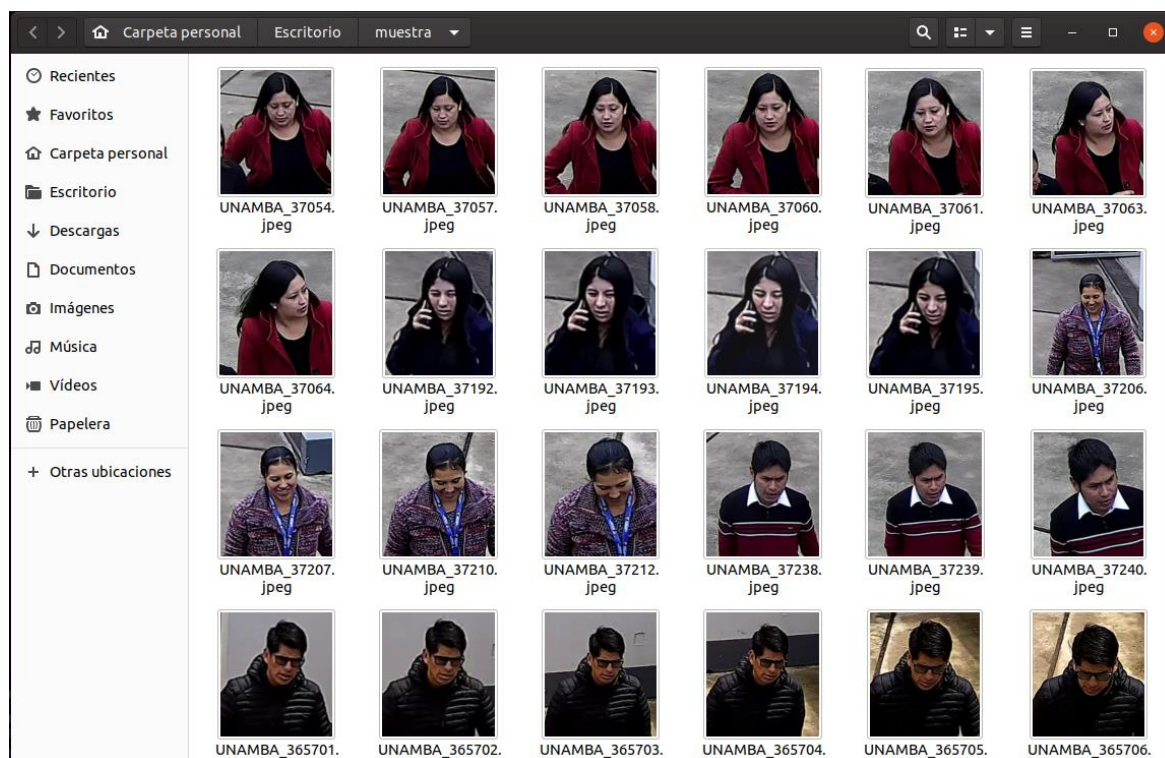 Carpeta personal Escritorio muestra
Recientes
Favoritos
Carpeta personal
Escritorio
Descargas
Documentos
Imágenes
Música
Vídeos
Papelera
+ Otras ubicaciones
UNAMBA_37054. UNAMBA_37057. UNAMBA_37058. UNAMBA_37060. UNAMBA_37061. UNAMBA_37063.
jpeg jpeg jpeg jpeg jpeg jpeg
UNAMBA_37064. UNAMBA_37192. UNAMBA_37193. UNAMBA_37194. UNAMBA_37195. UNAMBA_37206.
jpeg jpeg jpeg jpeg jpeg jpeg
UNAMBA_37207. UNAMBA_37210. UNAMBA_37212. UNAMBA_37238. UNAMBA_37239. UNAMBA_37240.
jpeg jpeg jpeg jpeg jpeg jpeg
UNAMBA_365701. UNAMBA_365702. UNAMBA_365703. UNAMBA_365704. UNAMBA_365705. UNAMBA_365706.